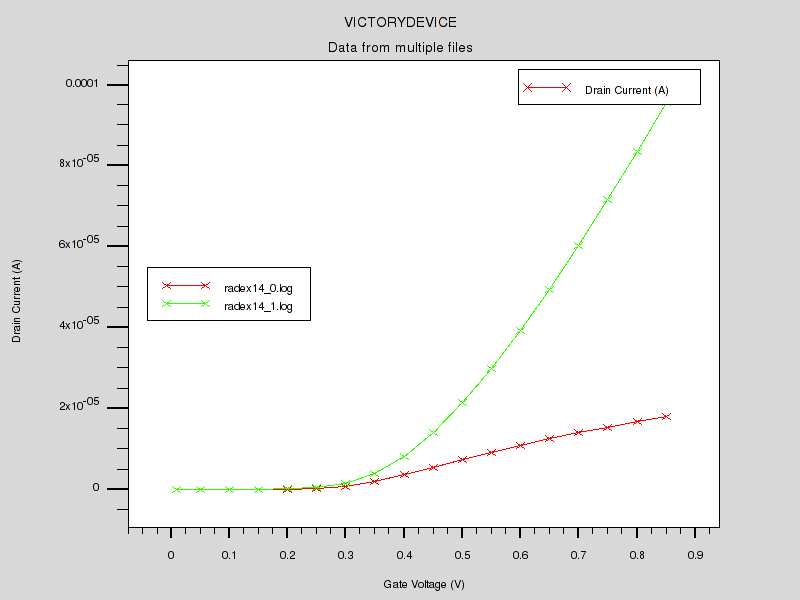 VICTORYDEVICE
Data from multiple files
Drain Current (A)
0.0001
8x10-05
6x10-05
4x10-05
2x10-05
0
Drain Current (A)
radex14_0.log
radex14_1.log
0 0.1 0.2 0.3 0.4 0.5 0.6 0.7 0.8 0.9
Gate Voltage (V)